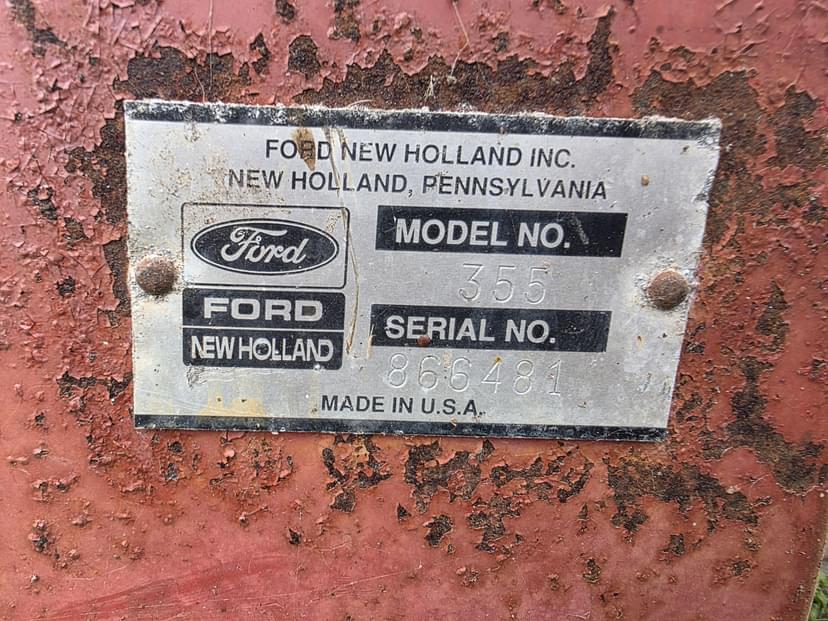 FORD NEW HOLLAND INC.
NEW HOLLAND, PENNSYLVANIA
Ford
FORD
NEW HOLLAND
MODEL NO.
355
SERIAL NO.
866481
MADE IN U.S.A.